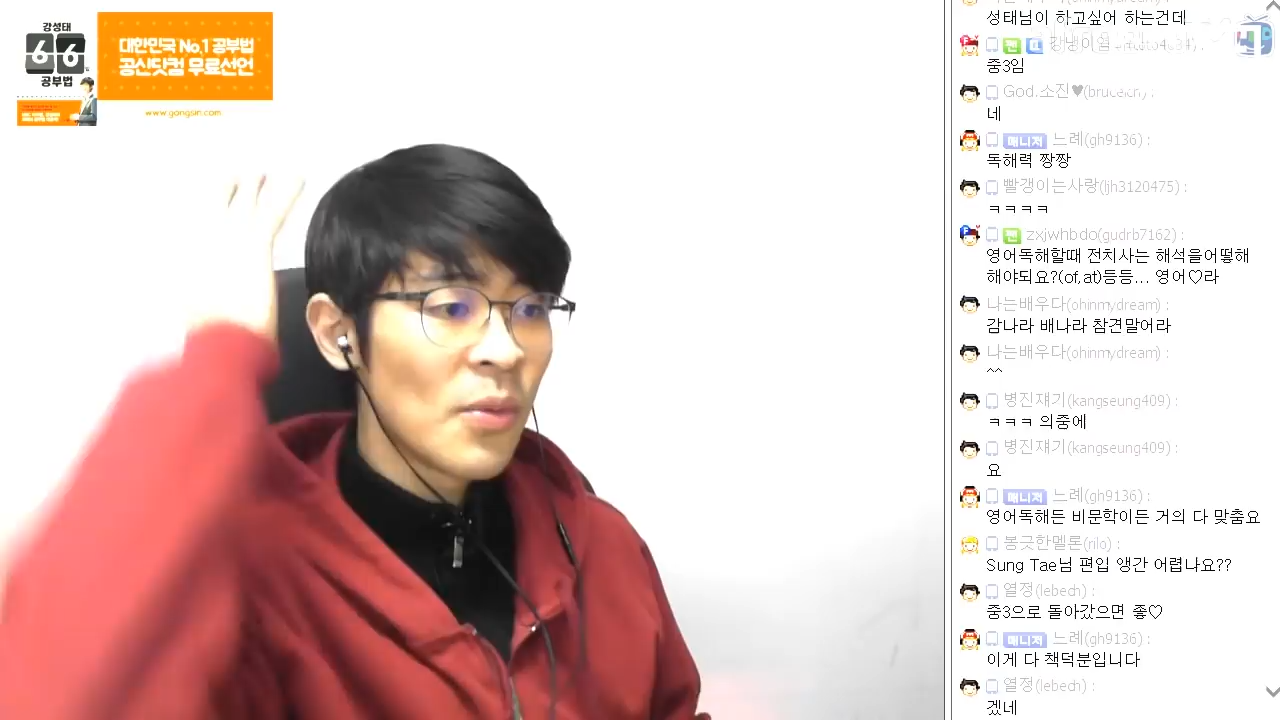 강성태
66
공부법
대한민국 No.1 공부법
공신닷컴 무료선언
www.gongsin.com
성태님이 하고싶어 하는건데
중3임
God.소진♥(bruceich) :
네
매니저 느례(gh9136) :
독해력 짱짱
빨갱이는사랑(ljh3120475) :
ㅋㅋㅋㅋ
팬 zxjwhbdo(gudrb7162) :
영어독해할때 전치사는 해석을어떻해
해야되요?(of,at)등등... 영어♡라
나는배우다(ohinmydream) :
감나라 배나라 참견말어라
나는배우다(ohinmydream) :
^^
병진쨰기(kangseung409) :
ㅋㅋㅋ 의중에
병진쨰기(kangseung409) :
요
매니저 느례(gh9136) :
영어독해든 비문학이든 거의 다 맞춤요
봉긋한멜론(rilo) :
Sung Tae님 편입 앵간 어렵나요??
열정(lebech) :
중3으로 돌아갔으면 좋♡
매니저 느례(gh9136) :
이게 다 책덕분입니다
열정(lebech) :
겠네